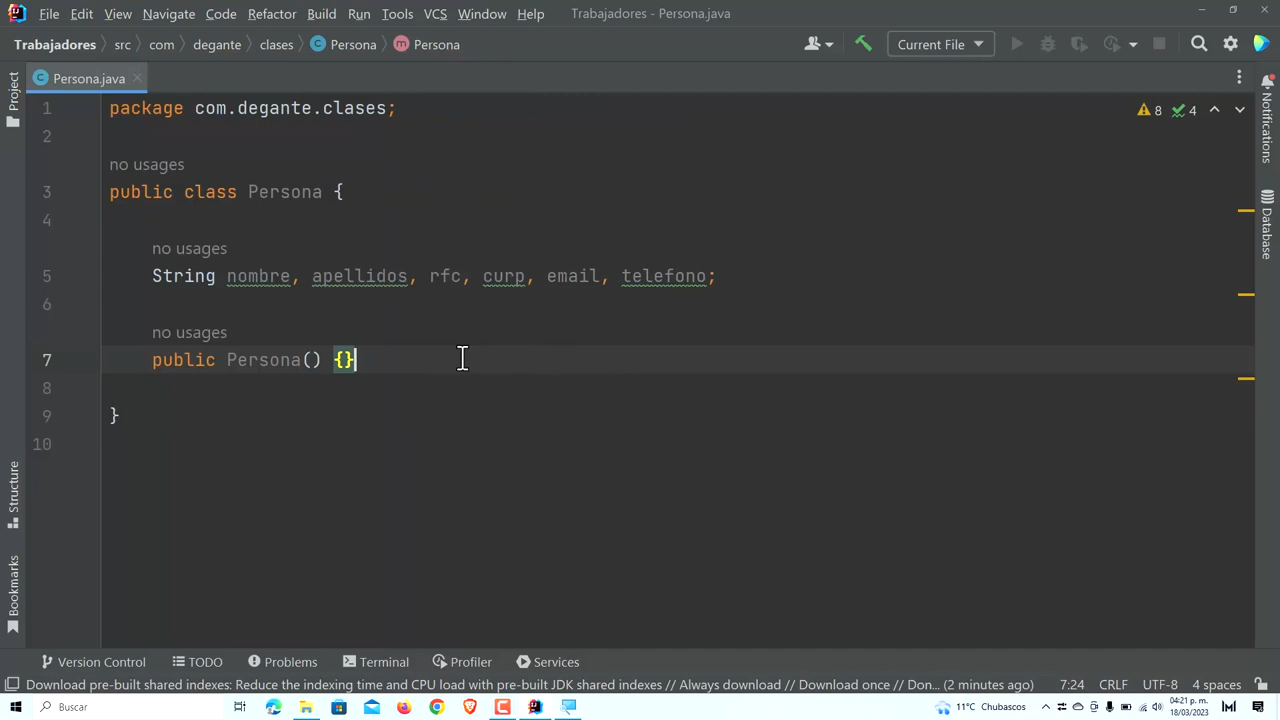 File Edit View Navigate Code Refactor Build Run Tools VCS Window Help Trabajadores - Persona.java
Trabajadores src com degante clases Persona Persona Current File
Persona.java
Project
Structure
Bookmarks
1 package com.degante.clases; 8 4
2
no usages
3 public class Persona {
4
no usages
5 String nombre, apellidos, rfc, curp, email, telefono;
6
no usages
7 public Persona() {}
8
9 }
10
Notifications
Database
Version Control TODO Problems Terminal Profiler Services
Download pre-built shared indexes: Reduce the indexing time and CPU load with pre-built JDK shared indexes // Always download // Download once // Don... (2 minutes ago) 7:24 CRLF UTF-8 4 spaces
Buscar 11°C Chubascos 04:21 p. m.
18/03/2023